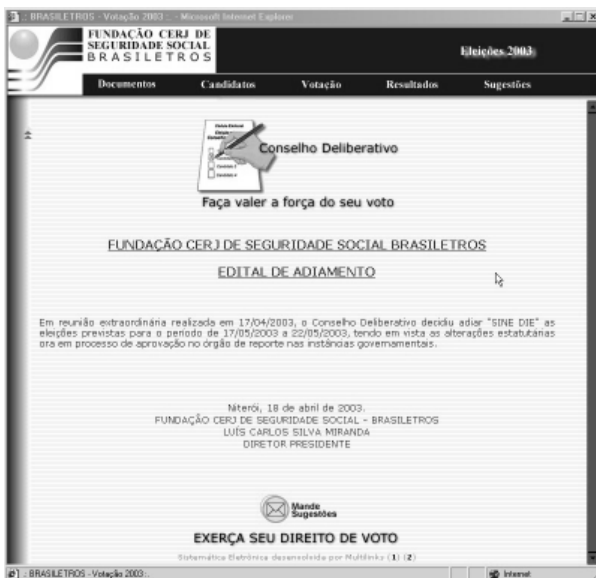 BRASILETROS - Votação 2003 :. - Microsoft Internet Explorer
FUNDAÇÃO CERJ DE
SEGURIDADE SOCIAL
BRASILETROS
Eleições 2003
Documentos Candidatos Votação Resultados Sugestões
Conselho Deliberativo
Faça valer a força do seu voto
FUNDAÇÃO CERJ DE SEGURIDADE SOCIAL BRASILETROS
EDITAL DE ADIAMENTO
Em reunião extraordinária realizada em 17/04/2003, o Conselho Deliberativo decidiu adiar "SINE DIE" as
eleições previstas para o período de 17/05/2003 a 22/05/2003, tendo em vista as alterações estatutárias
ora em processo de aprovação no órgão de reporte nas instâncias governamentais.
Niterói, 18 de abril de 2003.
FUNDAÇÃO CERJ DE SEGURIDADE SOCIAL - BRASILETROS
LUÍS CARLOS SILVA MIRANDA
DIRETOR PRESIDENTE
Mande
Sugestões
EXERÇA SEU DIREITO DE VOTO
Sistemática Eletrônica desenvolvida por Multilinks (1) (2)
.: BRASILETROS - Votação 2003:. Internet